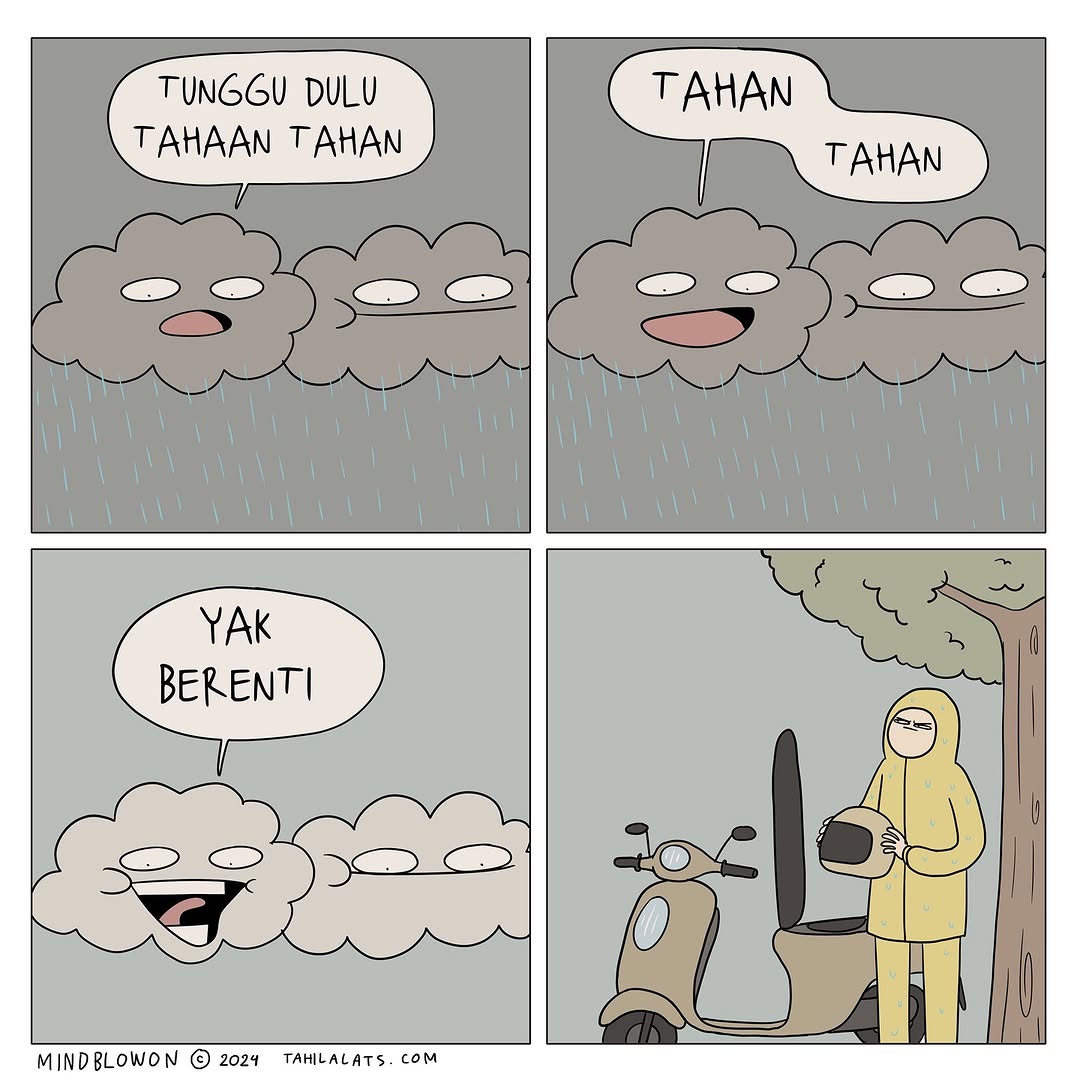 TUNGGU DULU
TAHAAN TAHAN
TAHAN
TAHAN
YAK
BERENTI
MINDBLOWON © 2024 TAHILALATS.COM